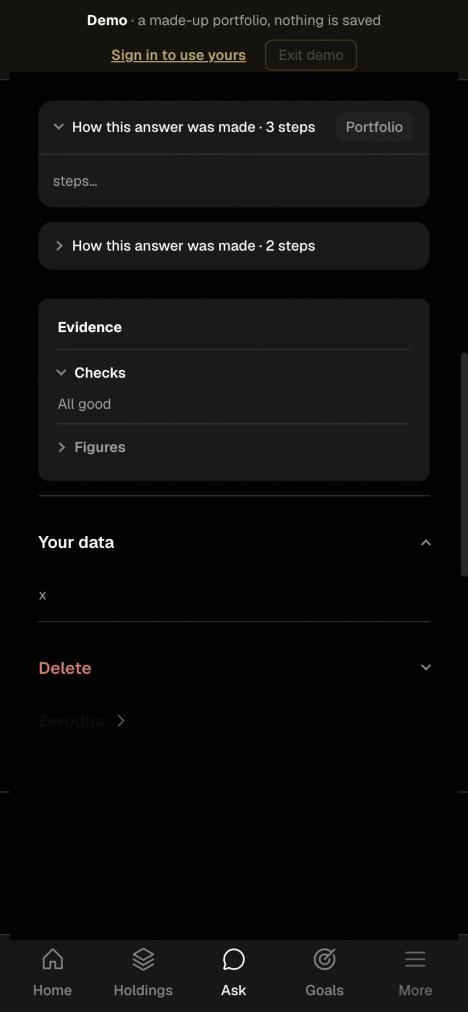 Demo · a made-up portfolio, nothing is saved
Sign in to use yours
Exit demo
How this answer was made · 3 steps
Portfolio
steps...
How this answer was made · 2 steps
Evidence
Checks
All good
Figures
Your data
x
Delete
Zerodha
Home
Holdings
Ask
Goals
More